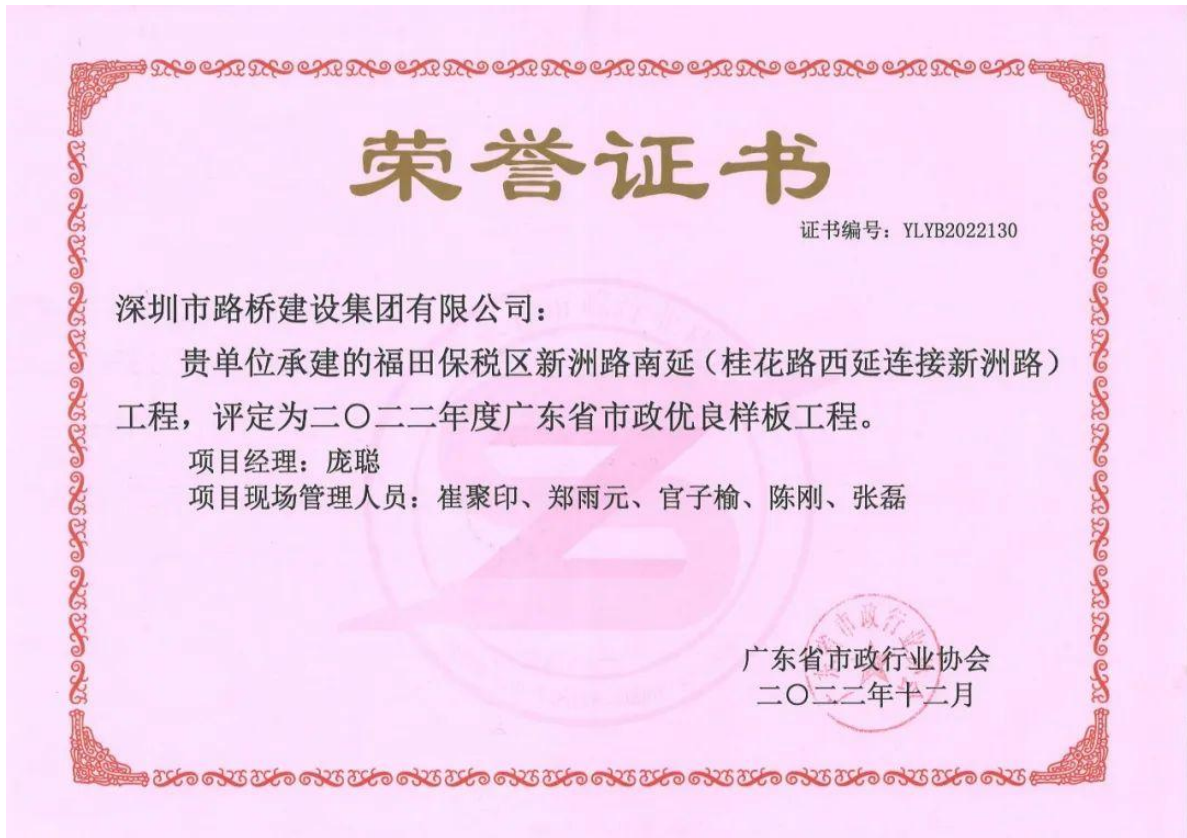 荣誉证书
证书编号：YLYB2022130
深圳市路桥建设集团有限公司：
贵单位承建的福田保税区新洲路南延（桂花路西延连接新洲路）
工程，评定为二〇二二年度广东省市政优良样板工程。
项目经理：庞聪
项目现场管理人员：崔聚印、郑雨元、官子榆、陈刚、张磊
广东省市政行业协会
二〇二二年十二月